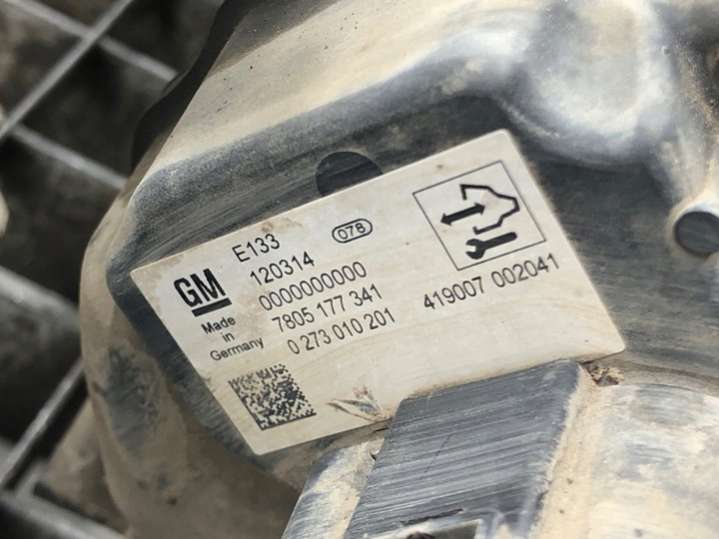 E133
078
120314
GM
0000000000
Made
in
Germany
7805 177 341
0 273 010 201
419007 002041